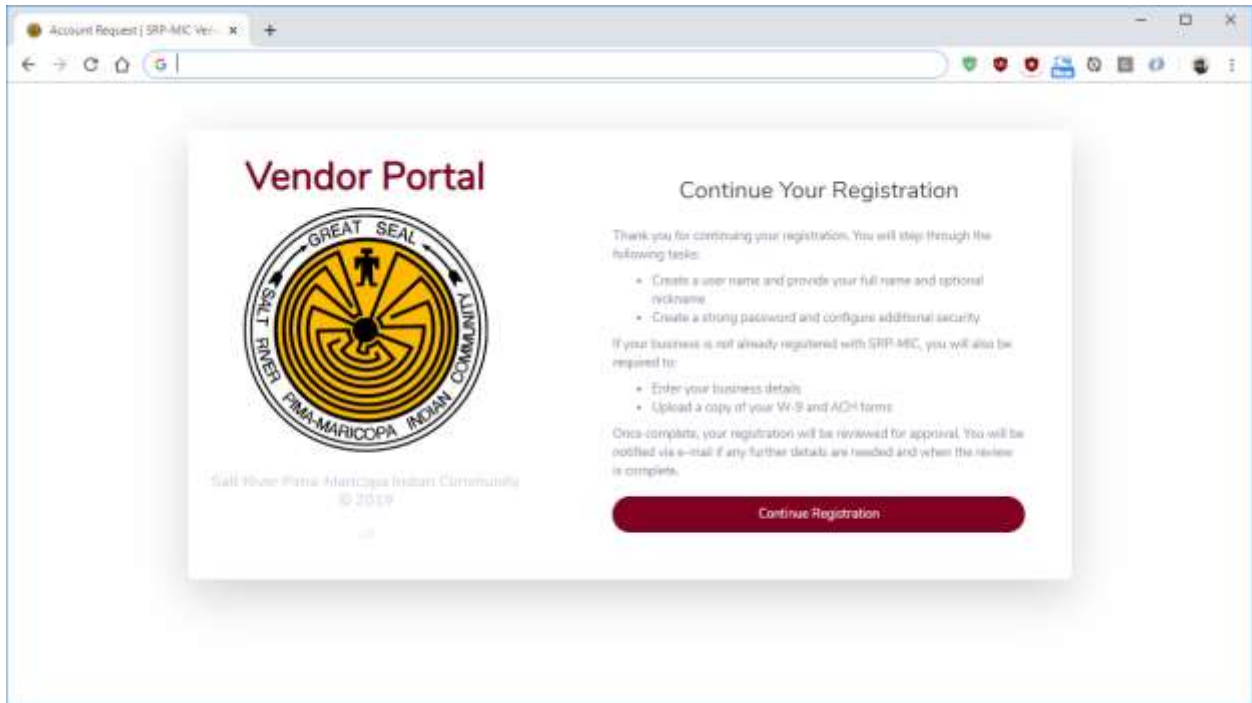 Account Request | SRP-MIC Ver
Vendor Portal
GREAT SEAL
SALT RIVER PIMA-MARICOPA INDIAN COMMUNITY
Salt River Pima-Maricopa Indian Community
© 2019
Continue Your Registration
Thank you for continuing your registration. You will step through the
following tasks:
• Create a user name and provide your full name and optional
nickname
• Create a strong password and configure additional security
If your business is not already registered with SRP-MIC, you will also be
required to:
• Enter your business details
• Upload a copy of your W-9 and ACH forms
Once complete, your registration will be reviewed for approval. You will be
notified via e-mail if any further details are needed and when the review
is complete.
Continue Registration